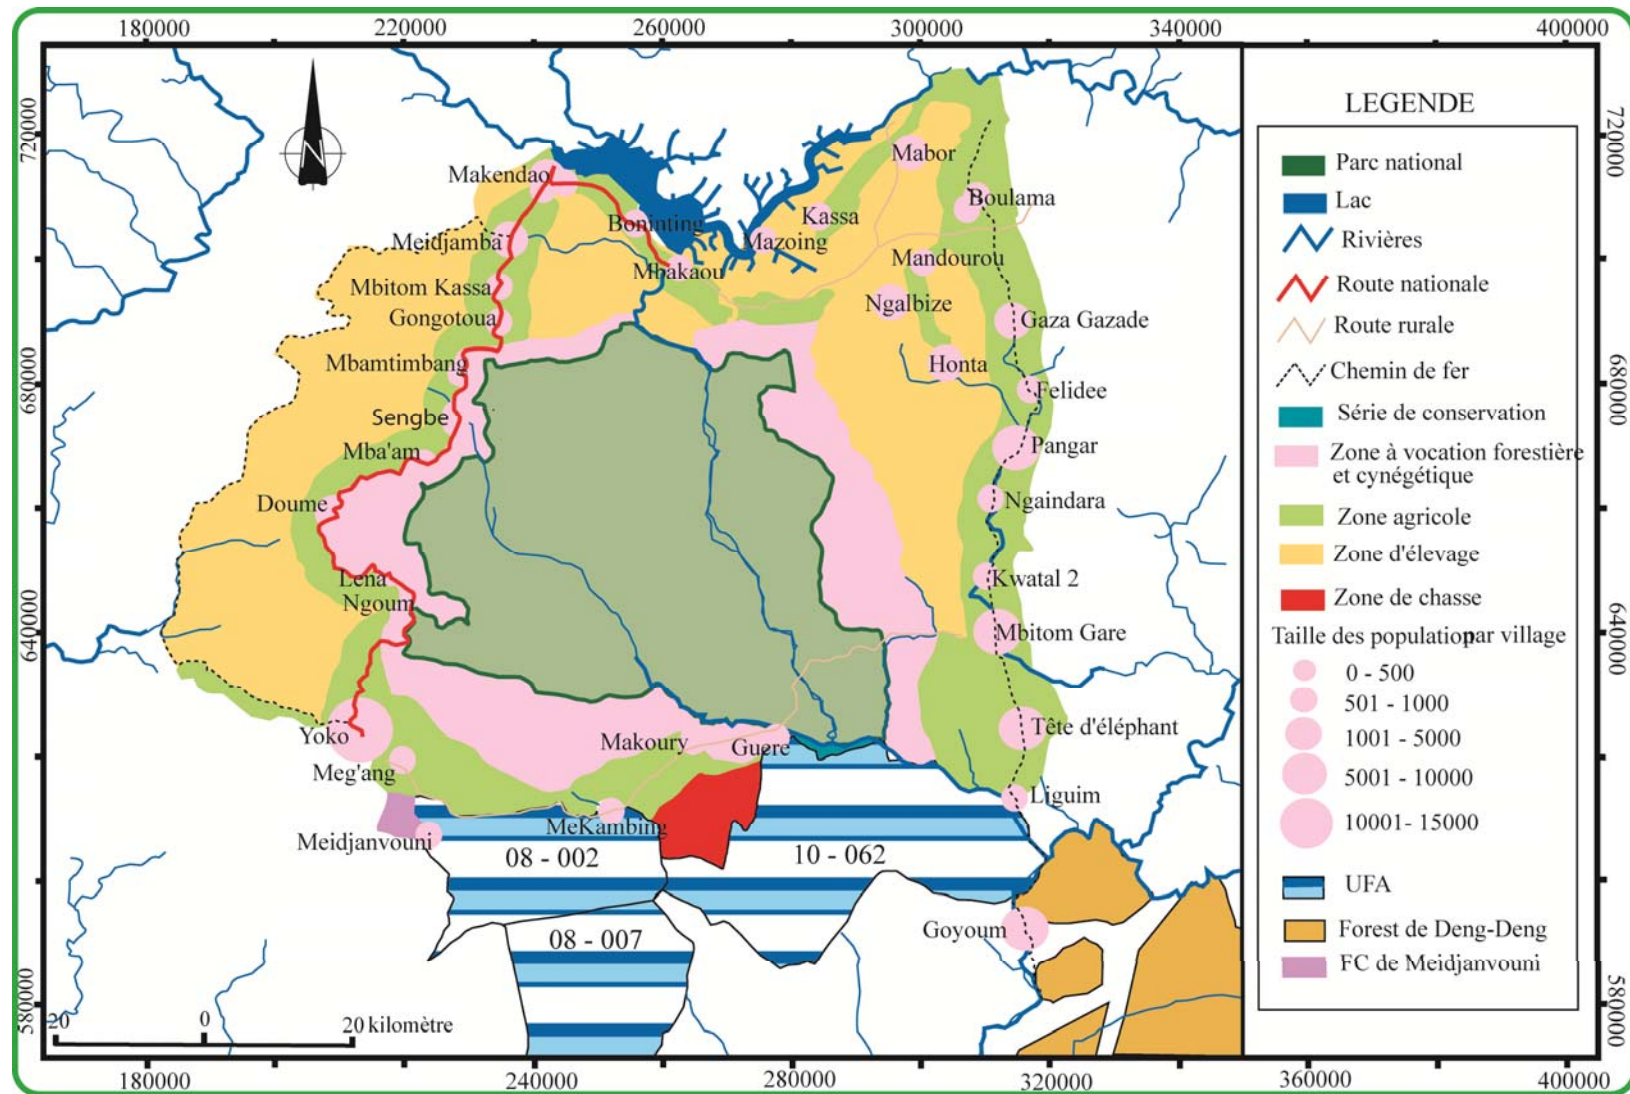 180000 220000 260000 300000 340000 400000
720000
680000
640000
580000
720000
680000
640000
580000
N
Makendao
Mabor
Boulama
Kassa
Boninting
Meidjamba
Mazoing
Mandourou
Mbakaou
Mbitom Kassa
Ngalbize
Gongotoua
Gaza Gazade
Mbamtimbang
Honta
Felidee
Sengbe
Mba'am
Pangar
Doume
Ngaindara
Lena
Kwatal 2
Ngoum
Mbitom Gare
Yoko
Makoury
Guere
Tête d'éléphant
Meg'ang
Liguim
Meidjanvouni
MeKambing
08 - 002
10 - 062
Goyoum
08 - 007
20 0 20 kilomètre
180000 240000 280000 320000 360000 400000
LEGENDE
Parc national
Lac
Rivières
Route nationale
Route rurale
Chemin de fer
Série de conservation
Zone à vocation forestière
et cynégétique
Zone agricole
Zone d'élevage
Zone de chasse
Taille des population par village
0 - 500
501 - 1000
1001 - 5000
5001 - 10000
10001- 15000
UFA
Forest de Deng-Deng
FC de Meidjanvouni